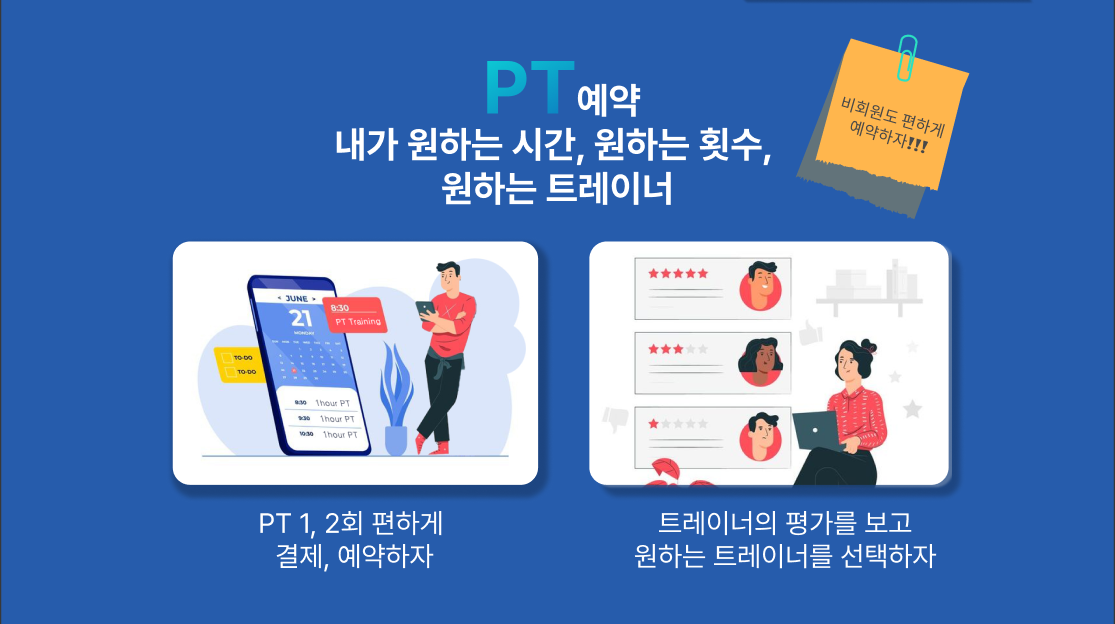 PT 예약
내가 원하는 시간, 원하는 횟수,
원하는 트레이너
비회원도 편하게
예약하자!!!
< JUNE >
21
MONDAY
8:30
PT Training
TO-DO
TO-DO
8:30 1hour PT
9:30 1hour PT
10:30 1hour PT
PT 1, 2회 편하게
결제, 예약하자
트레이너의 평가를 보고
원하는 트레이너를 선택하자